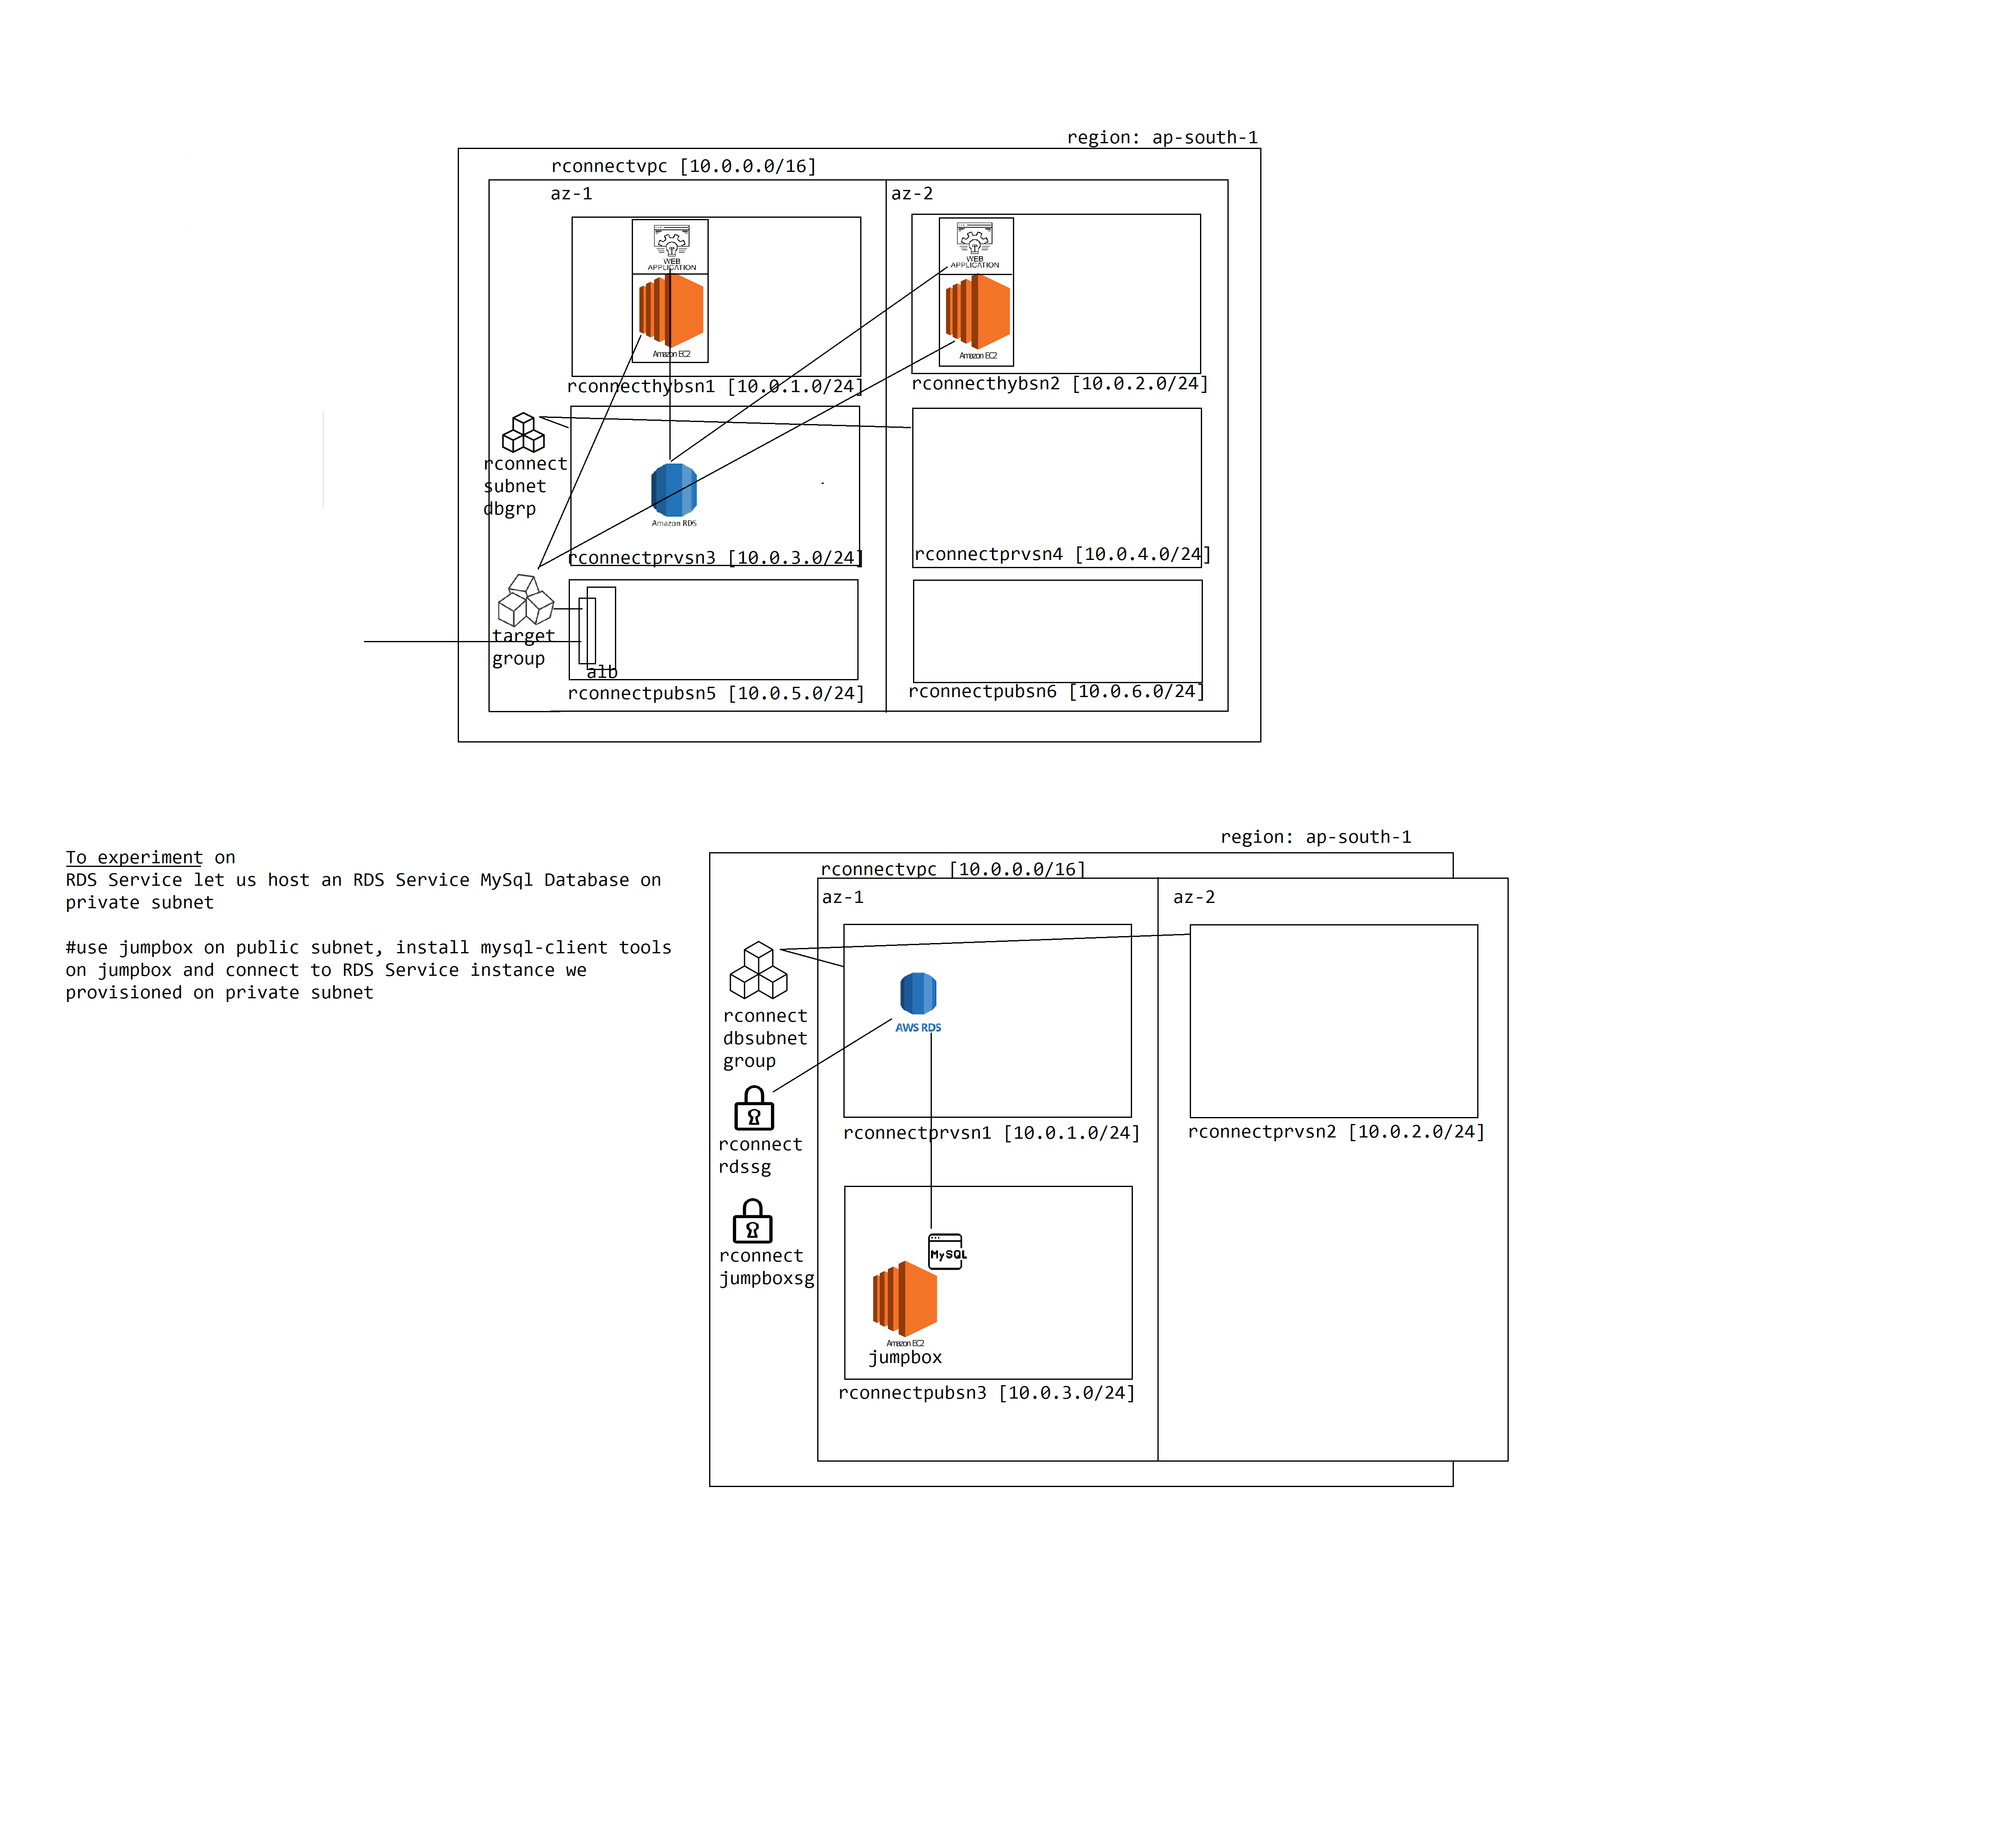 region: ap-south-1
rconnectvpc [10.0.0.0/16]
az-1
az-2
WEB
APPLICATION
Amazon EC2
WEB
APPLICATION
Amazon EC2
rconnecthybsn1 [10.0.1.0/24]
rconnecthybsn2 [10.0.2.0/24]
rconnect
subnet
dbgrp
Amazon RDS
rconnectprvsn3 [10.0.3.0/24]
rconnectprvsn4 [10.0.4.0/24]
target
group
alb
rconnectpubsn5 [10.0.5.0/24]
rconnectpubsn6 [10.0.6.0/24]
To experiment on
RDS Service let us host an RDS Service MySql Database on
private subnet
#use jumpbox on public subnet, install mysql-client tools
on jumpbox and connect to RDS Service instance we
provisioned on private subnet
region: ap-south-1
rconnectvpc [10.0.0.0/16]
az-1
az-2
rconnect
dbsubnet
group
AWS RDS
rconnectprvsn1 [10.0.1.0/24]
rconnectprvsn2 [10.0.2.0/24]
rconnect
rdssg
rconnect
jumpboxsg
MySQL
Amazon EC2
jumpbox
rconnectpubsn3 [10.0.3.0/24]